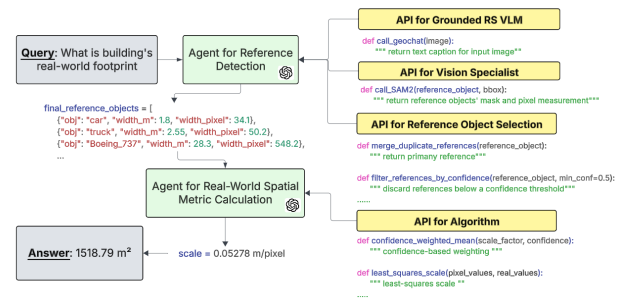 Query: What is building's
real-world footprint
Agent for Reference
Detection
final_reference_objects = [
{"obj": "car", "width_m": 1.8, "width_pixel": 34.1},
{"obj": "truck", "width_m": 2.55, "width_pixel": 50.2},
{"obj": "Boeing_737", "width_m": 28.3, "width_pixel": 548.2},
...
Agent for Real-World Spatial
Metric Calculation
Answer: 1518.79 m²
scale = 0.05278 m/pixel
API for Grounded RS VLM
def call_geochat(image):
""" return text caption for input image""
API for Vision Specialist
def call_SAM2(reference_object, bbox):
""" return reference objects' mask and pixel measurement"""
API for Reference Object Selection
def merge_duplicate_references(reference_object):
""" return primary reference"""
def filter_references_by_confidence(reference_object, min_conf=0.5):
""" discard references below a confidence threshold"""
......
API for Algorithm
def confidence_weighted_mean(scale_factor, confidence):
""" confidence-based weighting """
def least_squares_scale(pixel_values, real_values):
""" least-squares scale ""
.....